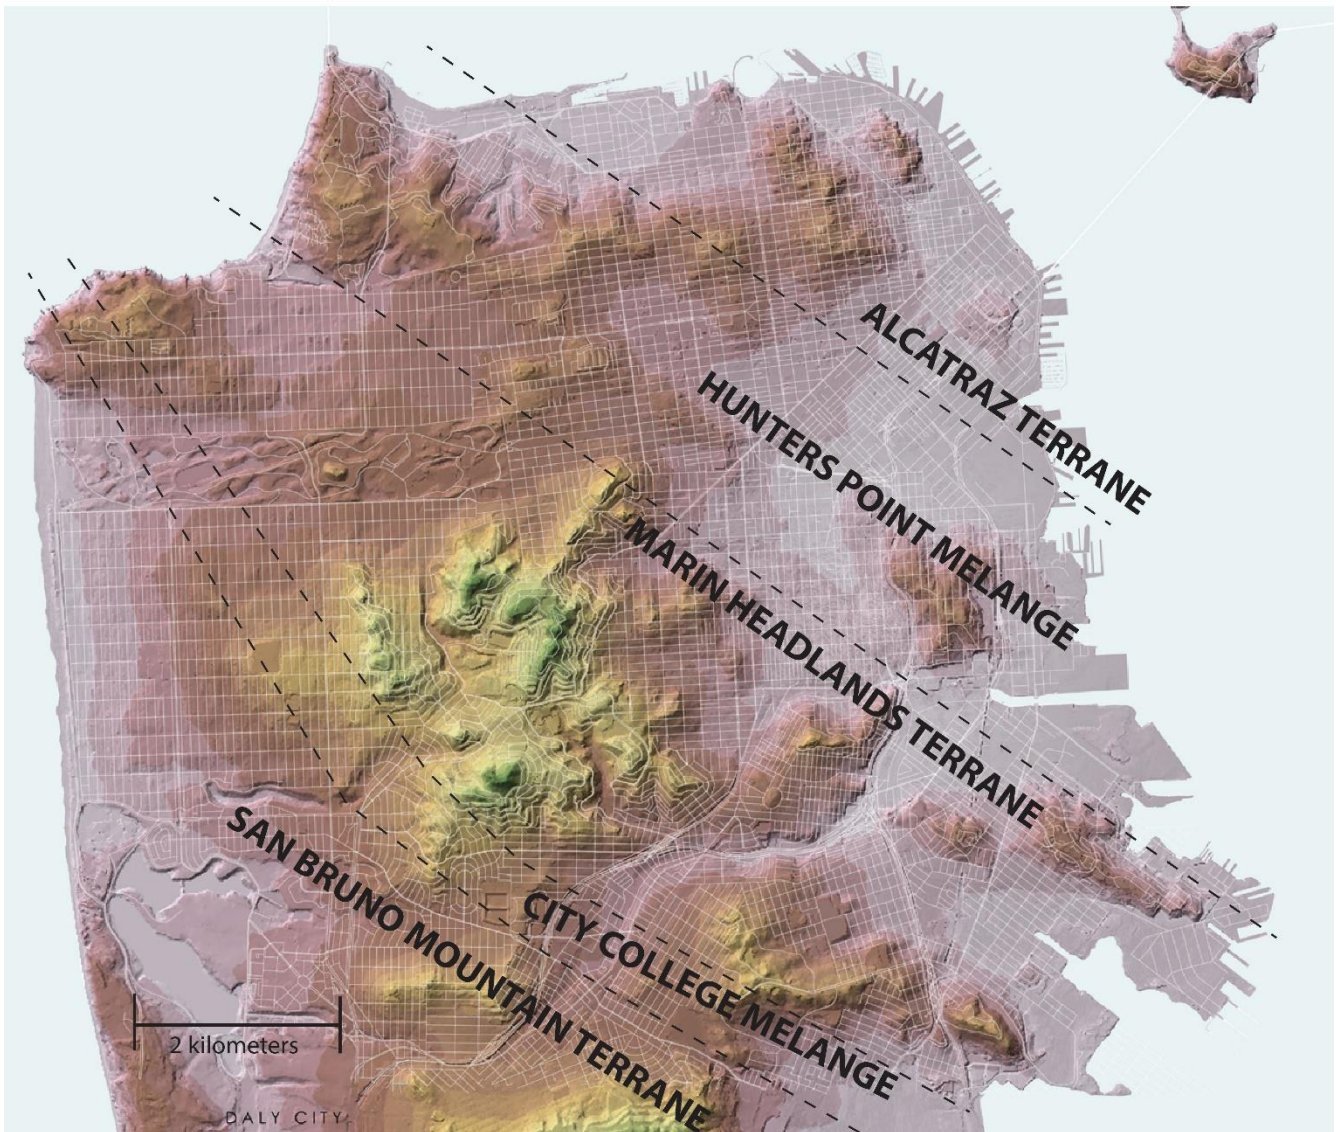 ALCATRAZ TERRANE
HUNTERS POINT MELANGE
MARIN HEADLANDS TERRANE
CITY COLLEGE MELANGE
SAN BRUNO MOUNTAIN TERRANE
2 kilometers
DALY CITY